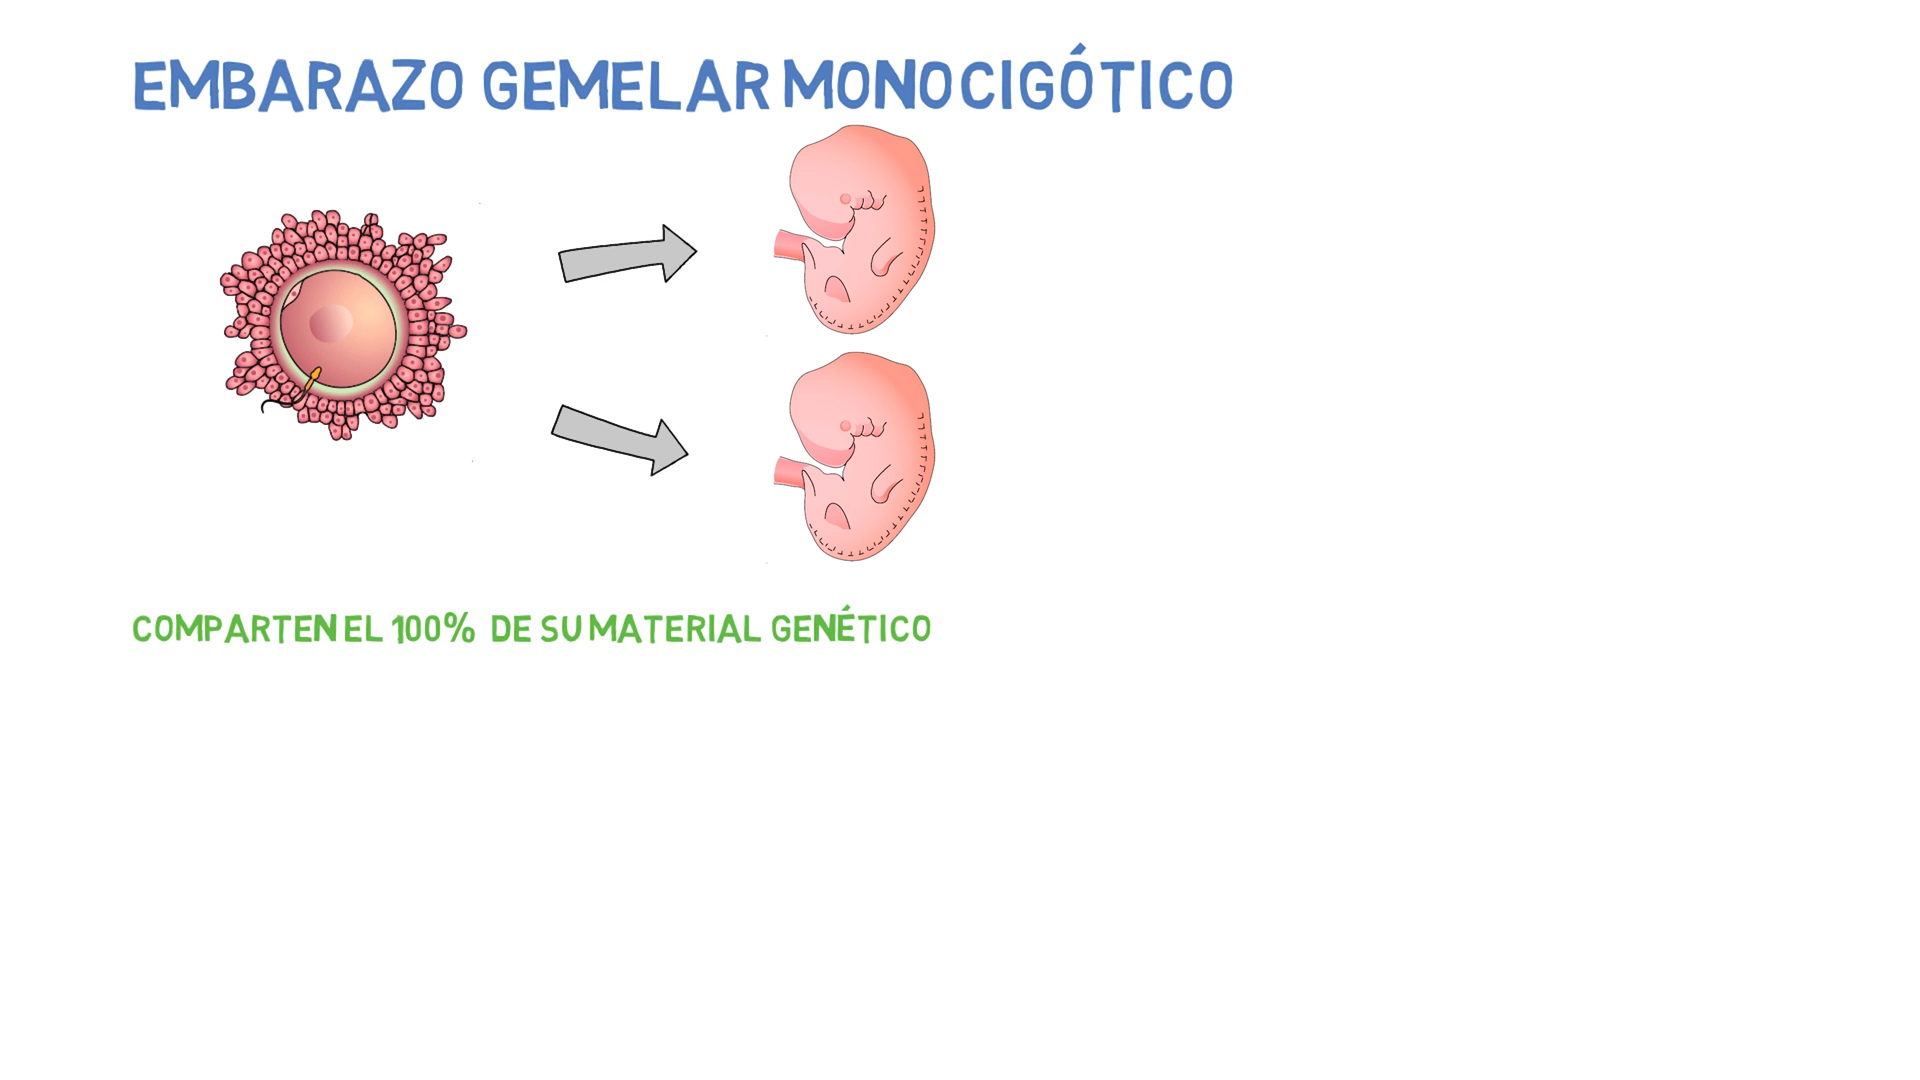 EMBARAZO GEMELAR MONOCIGÓTICO
COMPARTEN EL 100% DE SU MATERIAL GENÉTICO